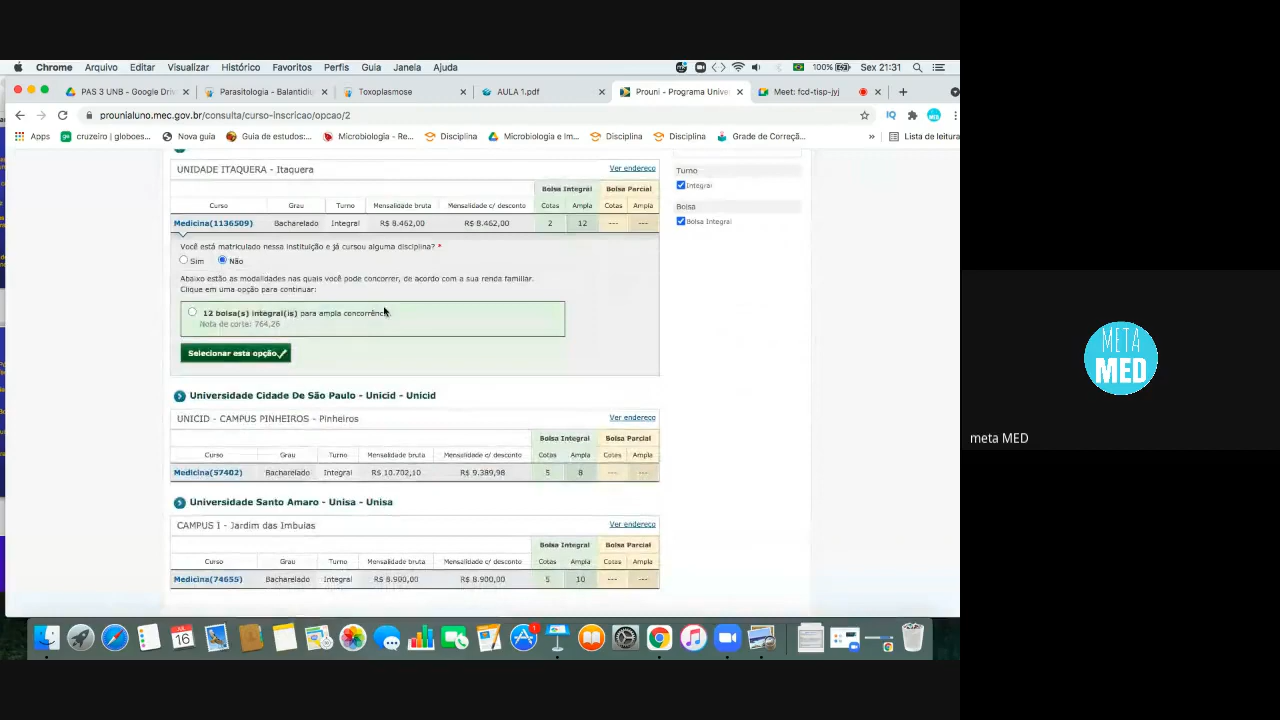 Chrome Arquivo Editar Visualizar Histórico Favoritos Perfis Guia Janela Ajuda 100% Sex 21:31
PAS 3 UNB - Google Driv Parasitologia - Balantidiu Toxoplasmose AULA 1.pdf Prouni - Programa Unive Meet: fcd-tisp-jyj
prounialuno.mec.gov.br/consulta/curso-inscricao/opcao/2
Apps cruzeiro | globoes... Nova guia Guia de estudos:... Microbiologia - Re... Disciplina Microbiologia e Im... Disciplina Disciplina Grade de Correçã... » Lista de leitura
UNIDADE ITAQUERA - Itaquera Ver endereço
Bolsa Integral Bolsa Parcial
Curso Grau Turno Mensalidade bruta Mensalidade c/ desconto Cotas Ampla Cotas Ampla
Medicina(1136509) Bacharelado Integral R$ 8.462,00 R$ 8.462,00 2 12 --- ---
Você está matriculado nessa instituição e já cursou alguma disciplina? *
Sim Não
Abaixo estão as modalidades nas quais você pode concorrer, de acordo com a sua renda familiar.
Clique em uma opção para continuar:
12 bolsa(s) integral(is) para ampla concorrência.
Nota de corte: 764,26
Selecionar esta opção
Universidade Cidade De São Paulo - Unicid - Unicid
UNICID - CAMPUS PINHEIROS - Pinheiros Ver endereço
Bolsa Integral Bolsa Parcial
Curso Grau Turno Mensalidade bruta Mensalidade c/ desconto Cotas Ampla Cotas Ampla
Medicina(57402) Bacharelado Integral R$ 10.702,10 R$ 9.389,98 5 8 --- ---
Universidade Santo Amaro - Unisa - Unisa
CAMPUS I - Jardim das Imbuias Ver endereço
Bolsa Integral Bolsa Parcial
Curso Grau Turno Mensalidade bruta Mensalidade c/ desconto Cotas Ampla Cotas Ampla
Medicina(74655) Bacharelado Integral R$ 8.900,00 R$ 8.900,00 5 10 --- ---
Turno
Integral
Bolsa
Bolsa Integral
META
MED
meta MED
JUL
16
1